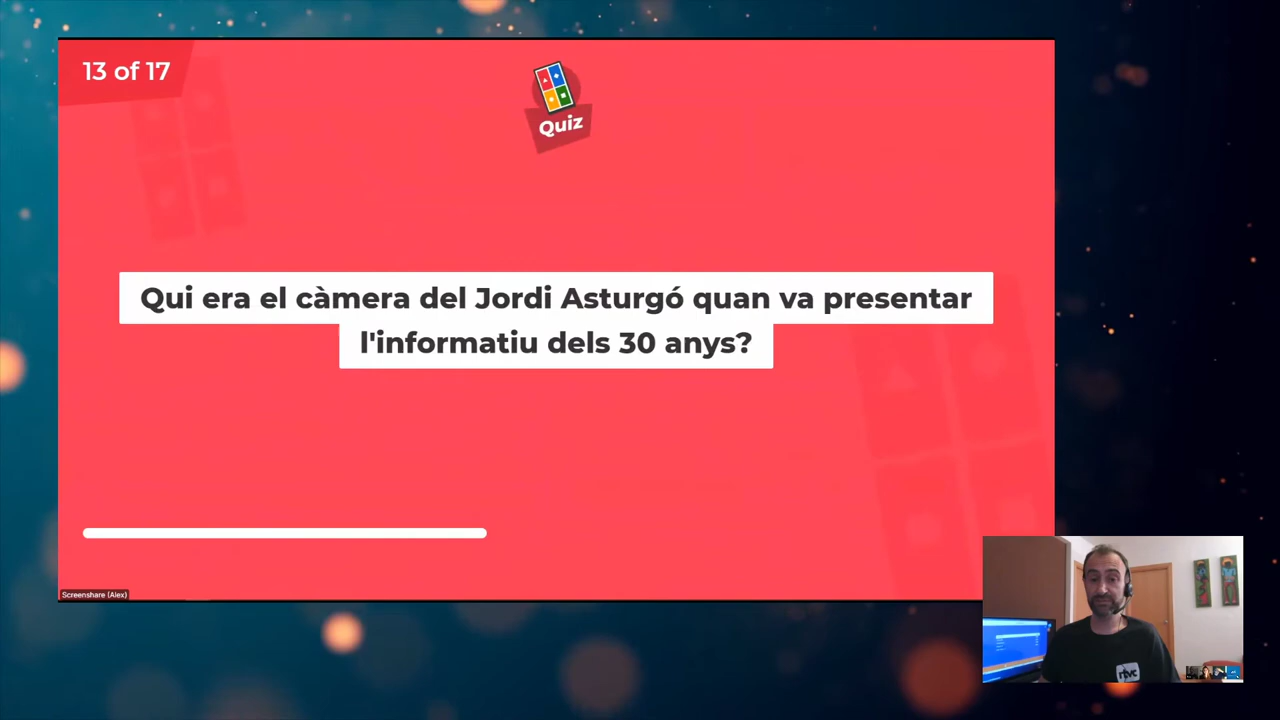 13 of 17
Quiz
Qui era el càmera del Jordi Asturgó quan va presentar
l'informatiu dels 30 anys?
Screenshare (Alex)
rtvc